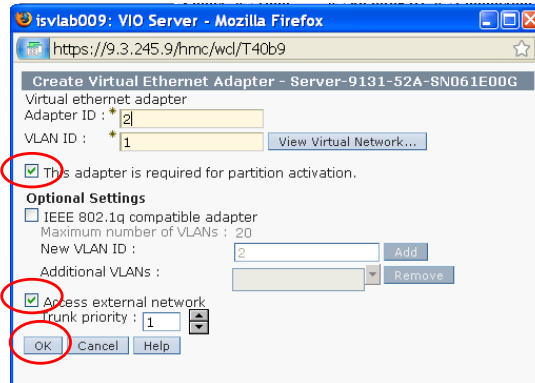 isvlab009: VIO Server - Mozilla Firefox
https://9.3.245.9/hmc/wcl/T40b9
Create Virtual Ethernet Adapter - Server-9131-52A-SN061E00G
Virtual ethernet adapter
Adapter ID : * 2
VLAN ID : * 1 View Virtual Network...
This adapter is required for partition activation.
Optional Settings
IEEE 802.1q compatible adapter
Maximum number of VLANs : 20
New VLAN ID : 2 Add
Additional VLANs : Remove
Access external network
Trunk priority : 1
OK Cancel Help